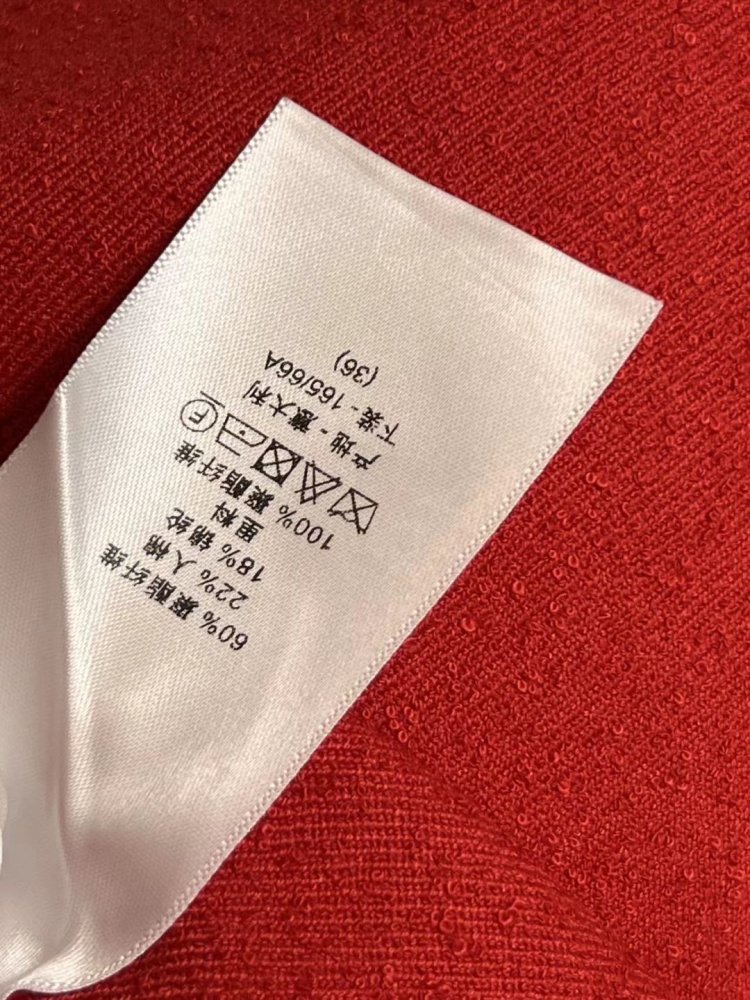 60% 聚酯纤维
22% 人棉
18% 锦纶
里料
100% 聚酯纤维
F
产地 - 意大利
下装 - 165/66A
(36)